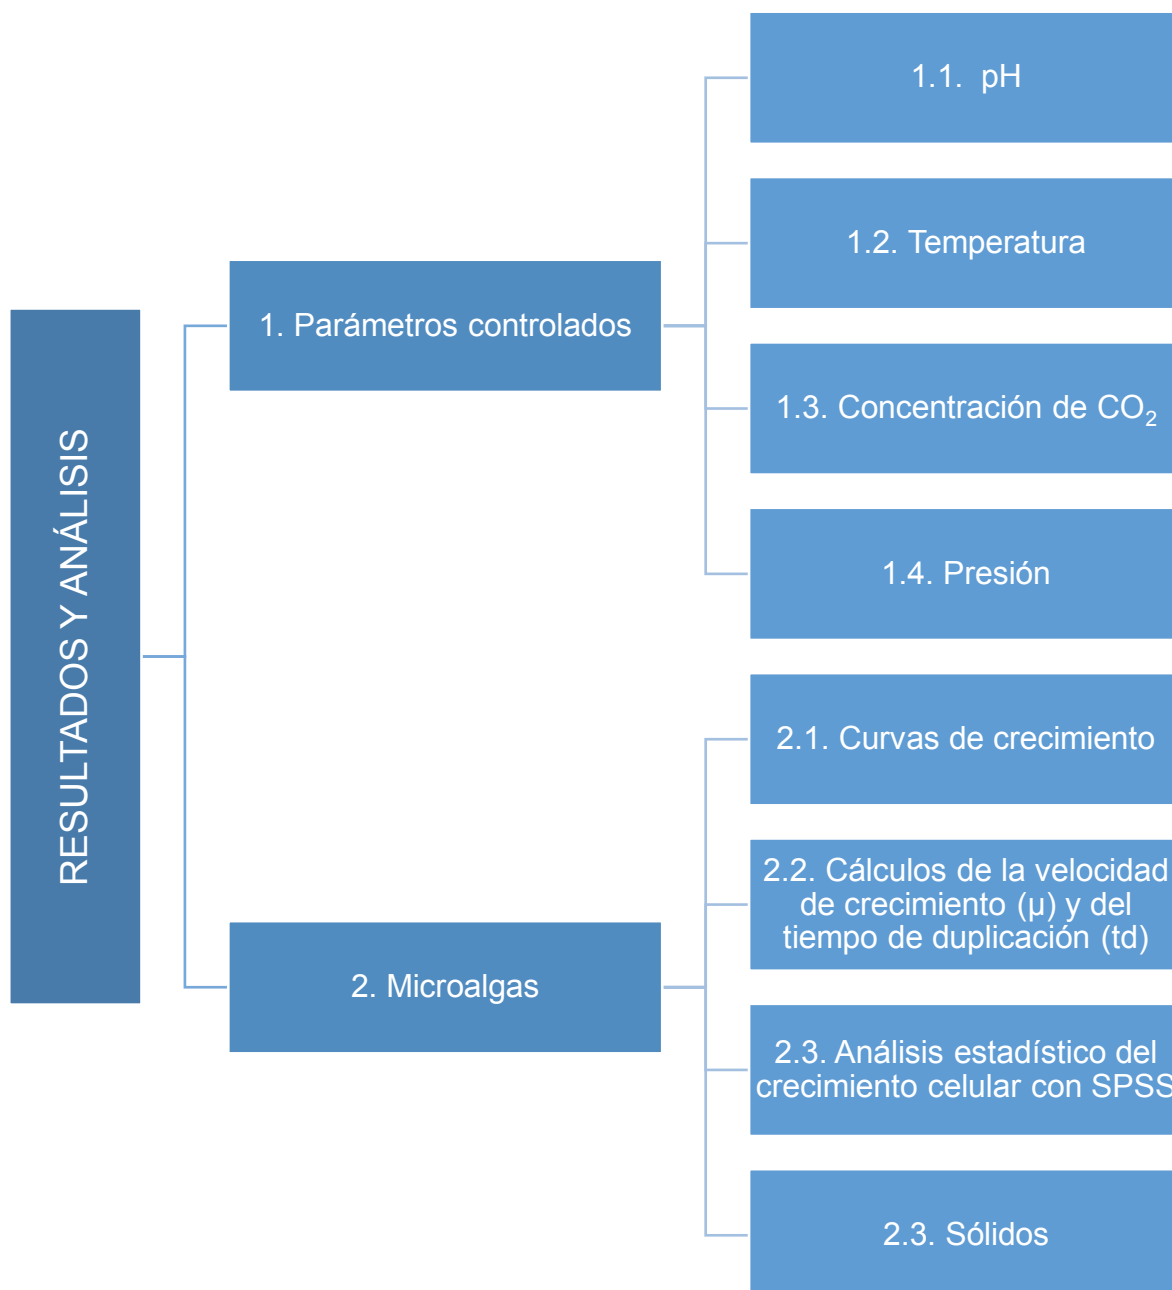 RESULTADOS Y ANÁLISIS
1. Parámetros controlados
1.1. pH
1.2. Temperatura
1.3. Concentración de CO₂
1.4. Presión
2. Microalgas
2.1. Curvas de crecimiento
2.2. Cálculos de la velocidad
de crecimiento (μ) y del
tiempo de duplicación (td)
2.3. Análisis estadístico del
crecimiento celular con SPSS
2.3. Sólidos